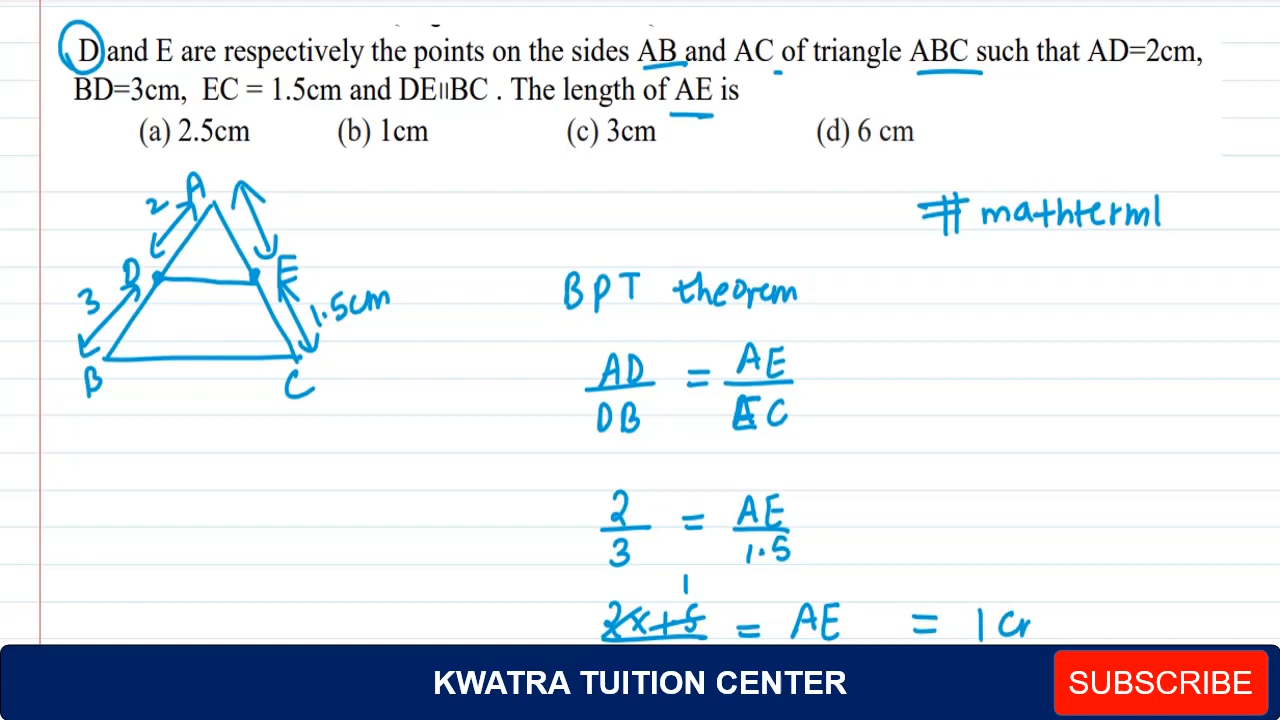 D and E are respectively the points on the sides AB and AC of triangle ABC such that AD=2cm,
BD=3cm, EC = 1.5cm and DE||BC . The length of AE is
(a) 2.5cm (b) 1cm (c) 3cm (d) 6 cm
# mathterm1
A
2
D
E
3
1.5cm
B
C
BPT theorem
AD/DB = AE/EC
2/3 = AE/1.5
1
= AE = 1 cm
KWATRA TUITION CENTER
SUBSCRIBE